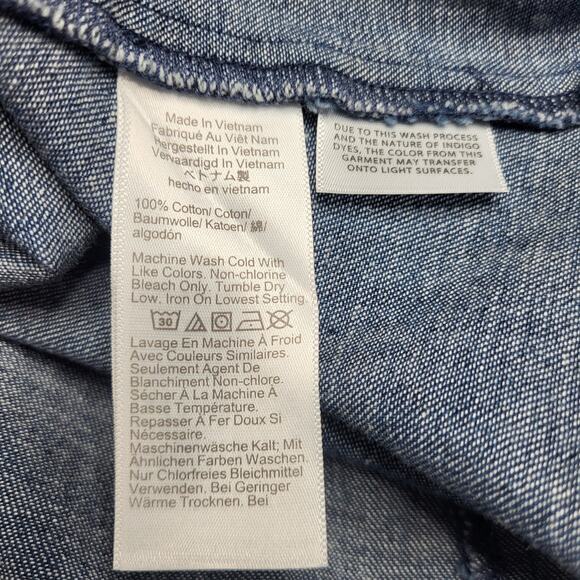 Made In Vietnam
Fabriqué Au Viêt Nam
Hergestellt In Vietnam
Vervaardigd In Vietnam
ベトナム製
hecho en vietnam
100% Cotton/ Coton/
Baumwolle/ Katoen/ 綿/
algodón
Machine Wash Cold With
Like Colors. Non-chlorine
Bleach Only. Tumble Dry
Low. Iron On Lowest Setting.
30
Lavage En Machine À Froid
Avec Couleurs Similaires.
Seulement Agent De
Blanchiment Non-chlore.
Sécher À La Machine À
Basse Température.
Repasser À Fer Doux Si
Nécessaire.
Maschinenwäsche Kalt; Mit
Ähnlichen Farben Waschen.
Nur Chlorfreies Bleichmittel
Verwenden. Bei Geringer
Wärme Trocknen. Bei
DUE TO THIS WASH PROCESS
AND THE NATURE OF INDIGO
DYES, THE COLOR FROM THIS
GARMENT MAY TRANSFER
ONTO LIGHT SURFACES.